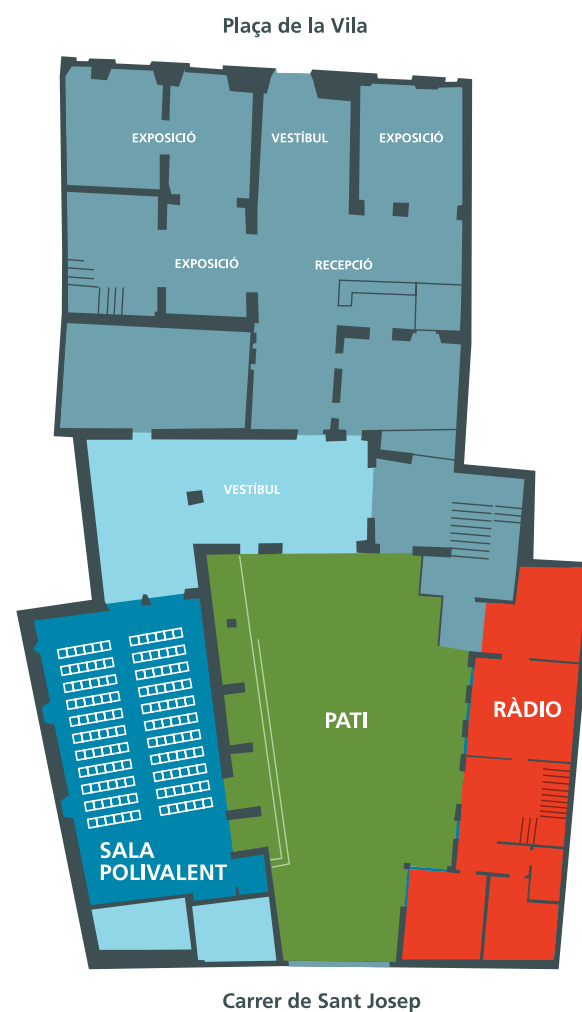 Plaça de la Vila
EXPOSICIÓ
VESTÍBUL
EXPOSICIÓ
EXPOSICIÓ
RECEPCIÓ
VESTÍBUL
PATI
RÀDIO
SALA
POLIVALENT
Carrer de Sant Josep